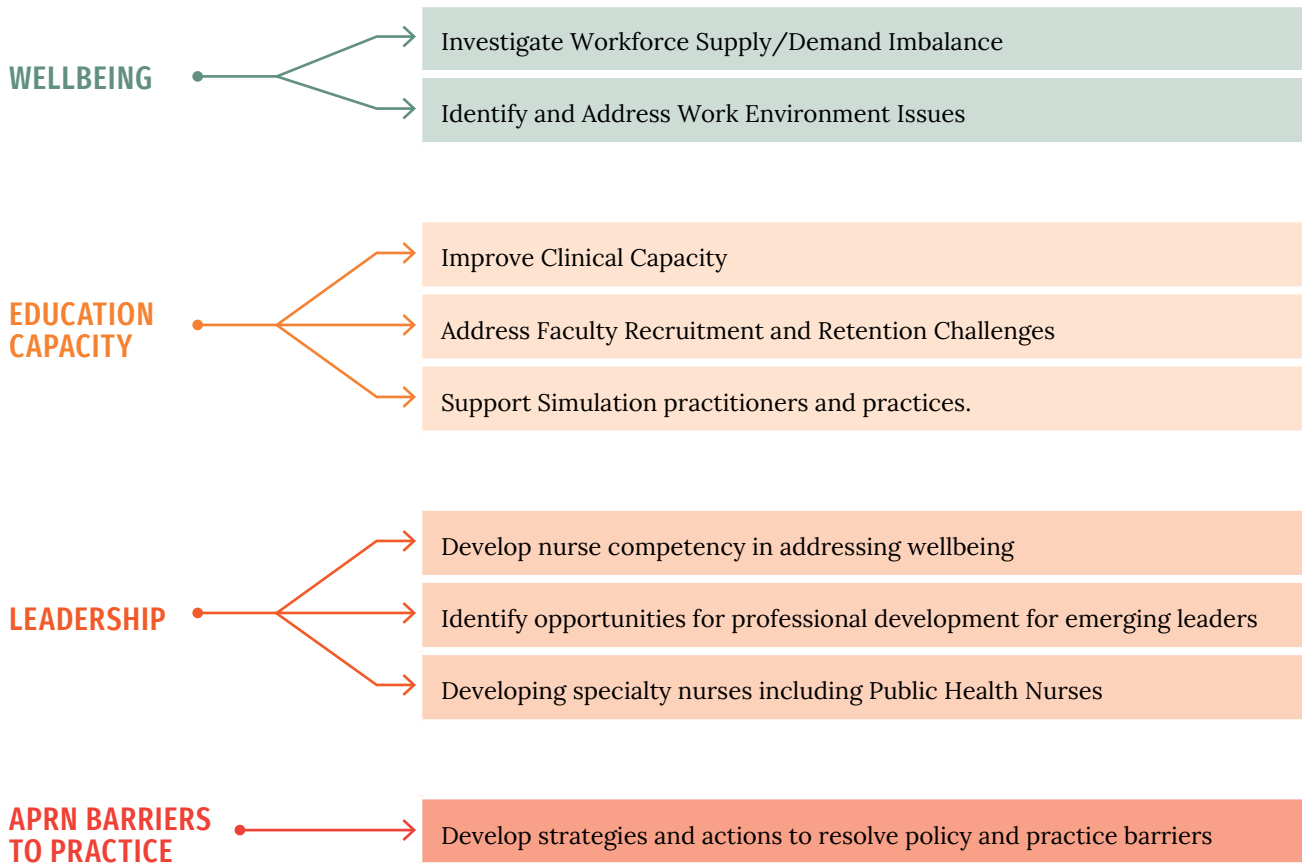 WELLBEING
Investigate Workforce Supply/Demand Imbalance
Identify and Address Work Environment Issues
EDUCATION
CAPACITY
Improve Clinical Capacity
Address Faculty Recruitment and Retention Challenges
Support Simulation practitioners and practices.
LEADERSHIP
Develop nurse competency in addressing wellbeing
Identify opportunities for professional development for emerging leaders
Developing specialty nurses including Public Health Nurses
APRN BARRIERS
TO PRACTICE
Develop strategies and actions to resolve policy and practice barriers